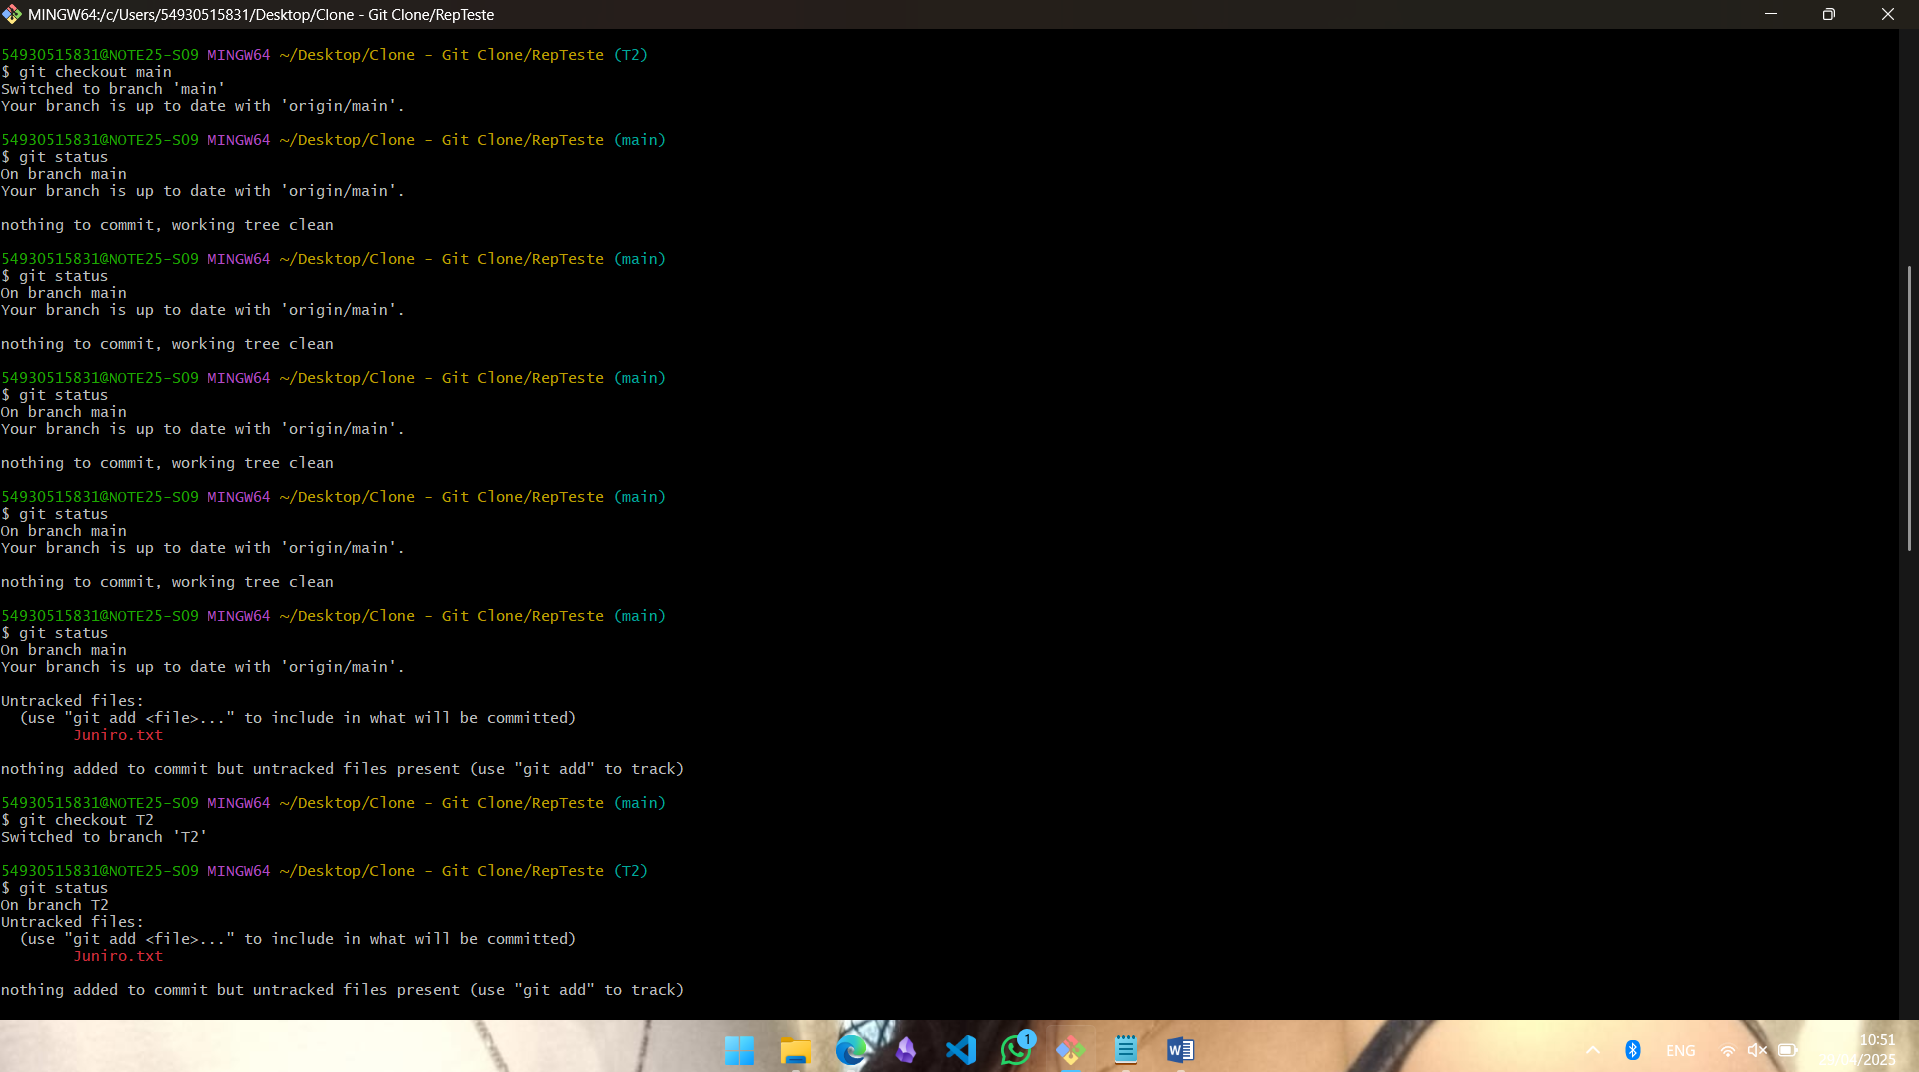 MINGW64:/c/Users/54930515831/Desktop/Clone - Git Clone/RepTeste
54930515831@NOTE25-S09 MINGW64 ~/Desktop/Clone - Git Clone/RepTeste (T2)
$ git checkout main
Switched to branch 'main'
Your branch is up to date with 'origin/main'.
54930515831@NOTE25-S09 MINGW64 ~/Desktop/Clone - Git Clone/RepTeste (main)
$ git status
On branch main
Your branch is up to date with 'origin/main'.
nothing to commit, working tree clean
54930515831@NOTE25-S09 MINGW64 ~/Desktop/Clone - Git Clone/RepTeste (main)
$ git status
On branch main
Your branch is up to date with 'origin/main'.
nothing to commit, working tree clean
54930515831@NOTE25-S09 MINGW64 ~/Desktop/Clone - Git Clone/RepTeste (main)
$ git status
On branch main
Your branch is up to date with 'origin/main'.
nothing to commit, working tree clean
54930515831@NOTE25-S09 MINGW64 ~/Desktop/Clone - Git Clone/RepTeste (main)
$ git status
On branch main
Your branch is up to date with 'origin/main'.
nothing to commit, working tree clean
54930515831@NOTE25-S09 MINGW64 ~/Desktop/Clone - Git Clone/RepTeste (main)
$ git status
On branch main
Your branch is up to date with 'origin/main'.
Untracked files:
(use "git add <file>..." to include in what will be committed)
Juniro.txt
nothing added to commit but untracked files present (use "git add" to track)
54930515831@NOTE25-S09 MINGW64 ~/Desktop/Clone - Git Clone/RepTeste (main)
$ git checkout T2
Switched to branch 'T2'
54930515831@NOTE25-S09 MINGW64 ~/Desktop/Clone - Git Clone/RepTeste (T2)
$ git status
On branch T2
Untracked files:
(use "git add <file>..." to include in what will be committed)
Juniro.txt
nothing added to commit but untracked files present (use "git add" to track)
1
W
ENG
10:51